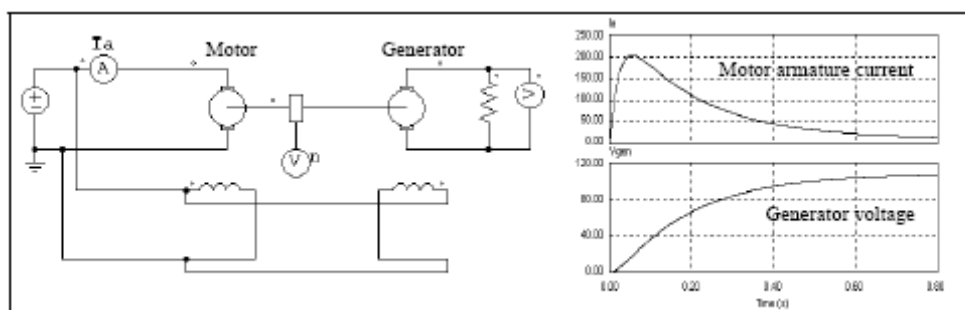 Ia
Motor
Generator
A
V
V
n
Ia
250.00
200.00
150.00
100.00
50.00
0.00
Motor armature current
Vgen
120.00
80.00
40.00
0.00
Generator voltage
0.00 0.20 0.40 0.60 0.80
Time (s)